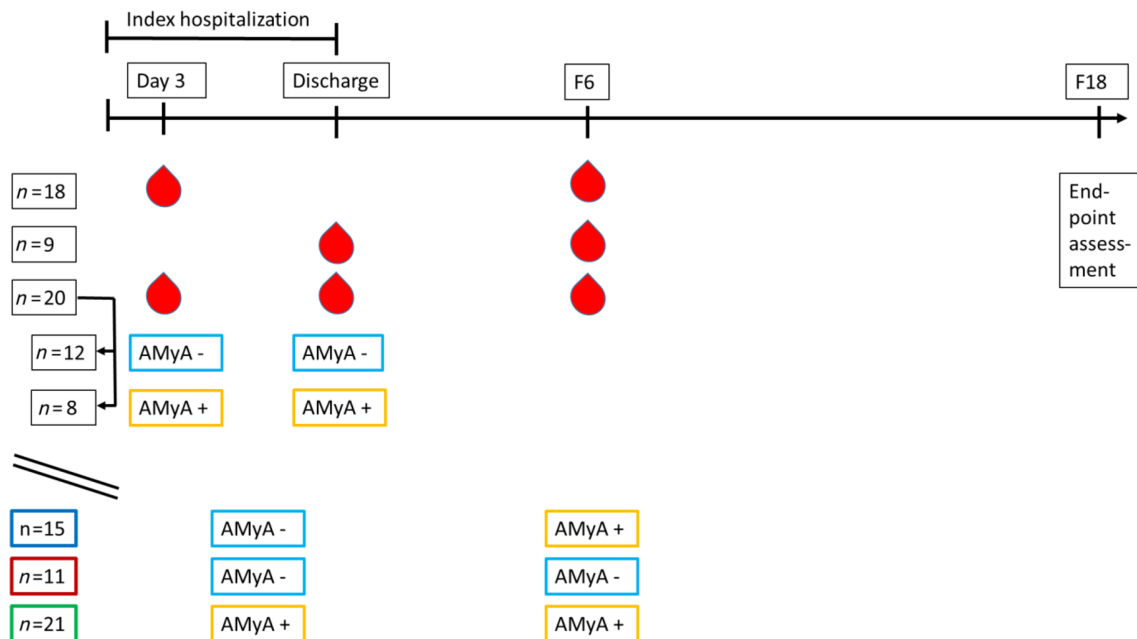 Index hospitalization
Day 3
Discharge
F6
F18
n=18
n=9
n=20
End-
point
assess-
ment
n=12
AMyA -
AMyA -
n=8
AMyA +
AMyA +
n=15
AMyA -
AMyA +
n=11
AMyA -
AMyA -
n=21
AMyA +
AMyA +